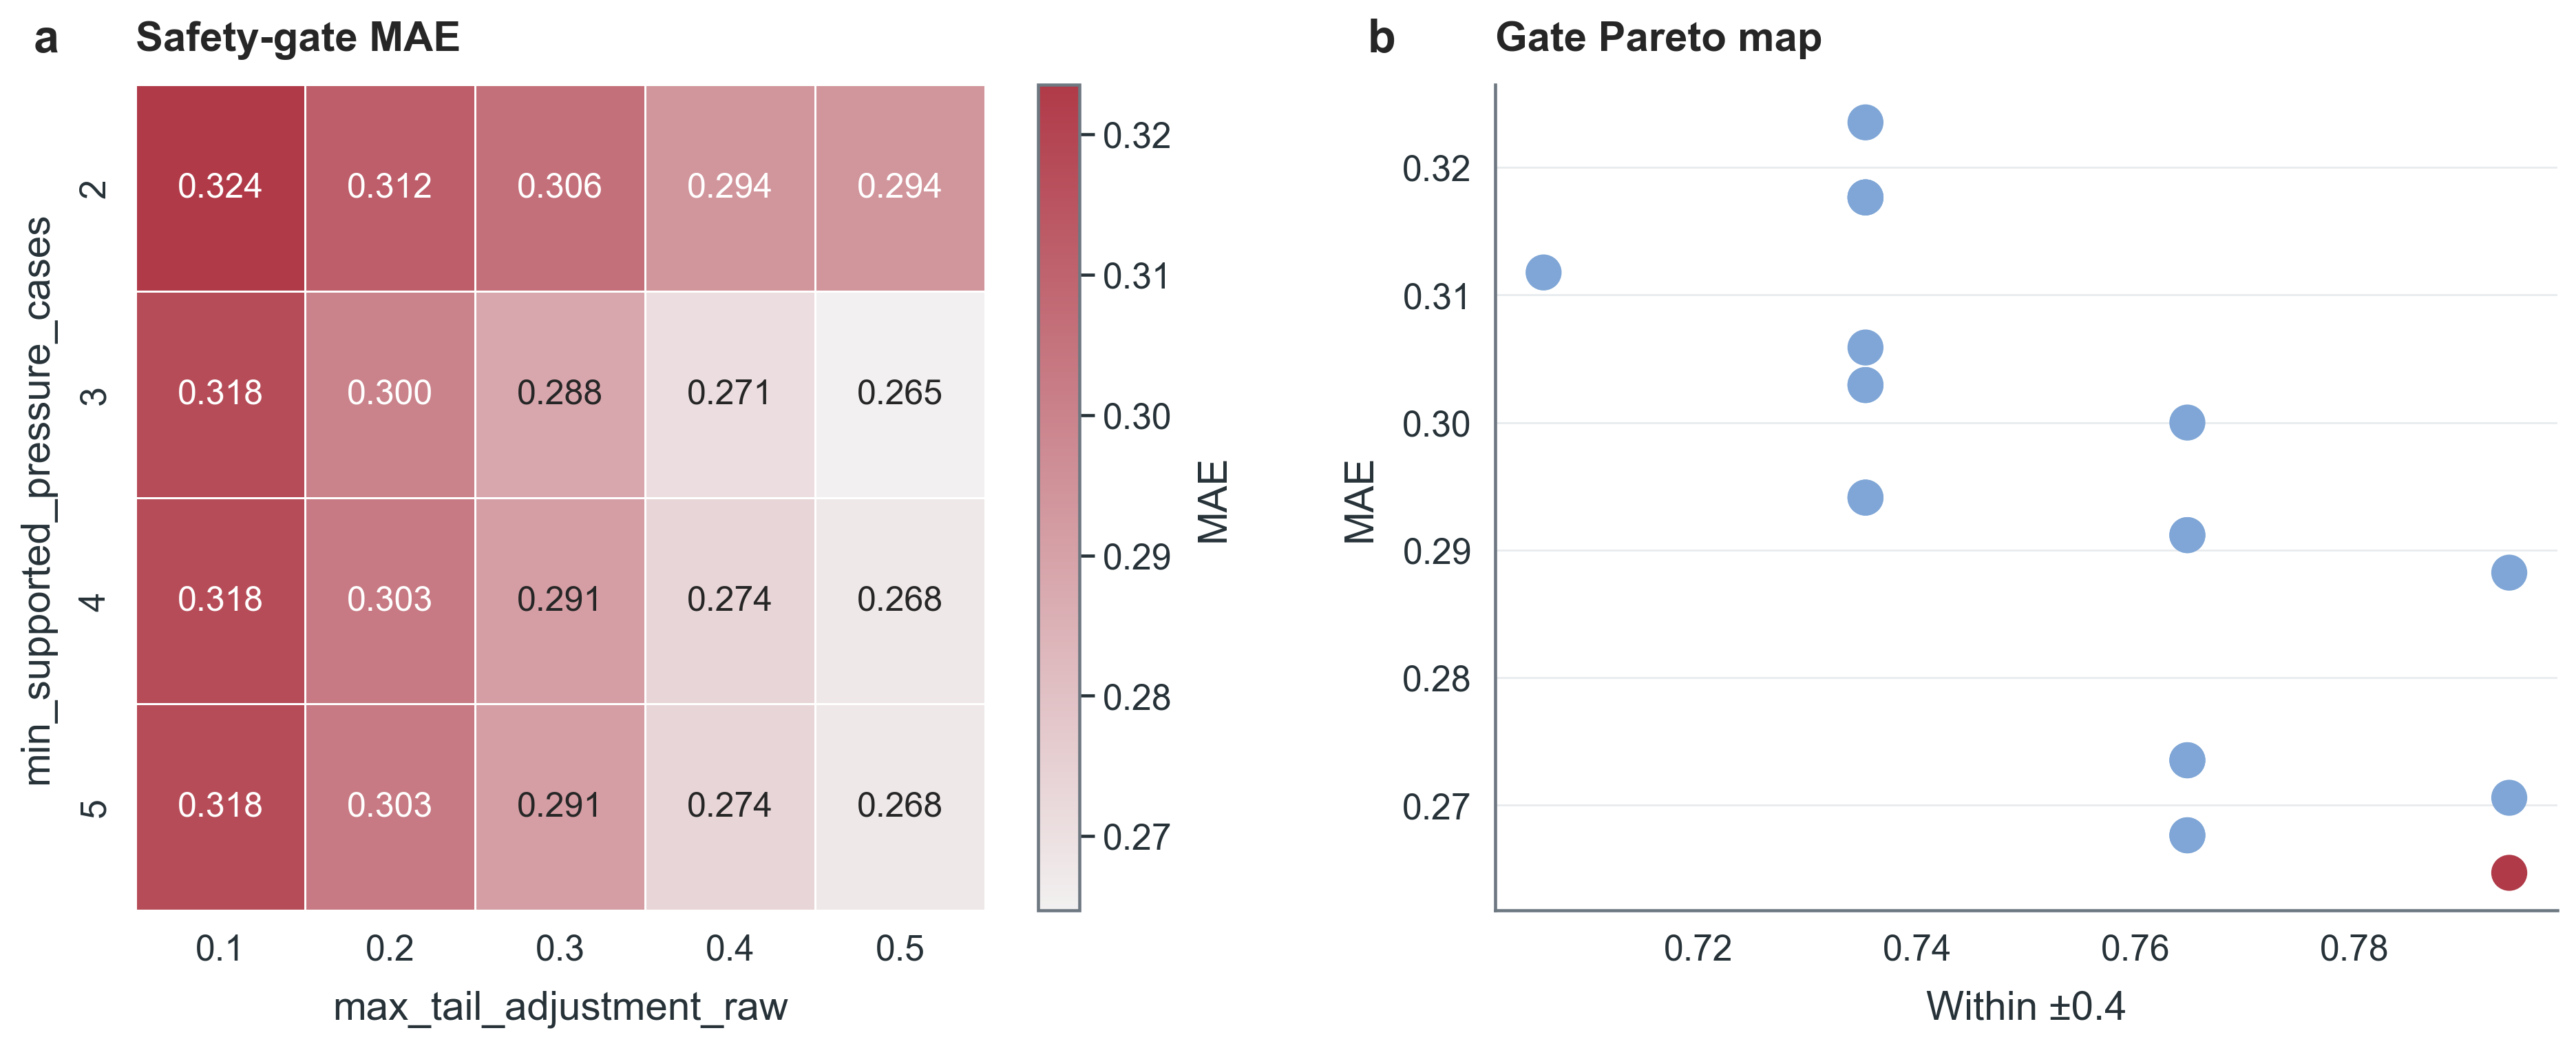 a
Safety-gate MAE
min_supported_pressure_cases
2
0.324 0.312 0.306 0.294 0.294
3
0.318 0.300 0.288 0.271 0.265
4
0.318 0.303 0.291 0.274 0.268
5
0.318 0.303 0.291 0.274 0.268
0.1 0.2 0.3 0.4 0.5
max_tail_adjustment_raw
0.32
0.31
0.30
0.29
0.28
0.27
MAE
b
Gate Pareto map
MAE
0.32
0.31
0.30
0.29
0.28
0.27
0.72 0.74 0.76 0.78
Within ±0.4